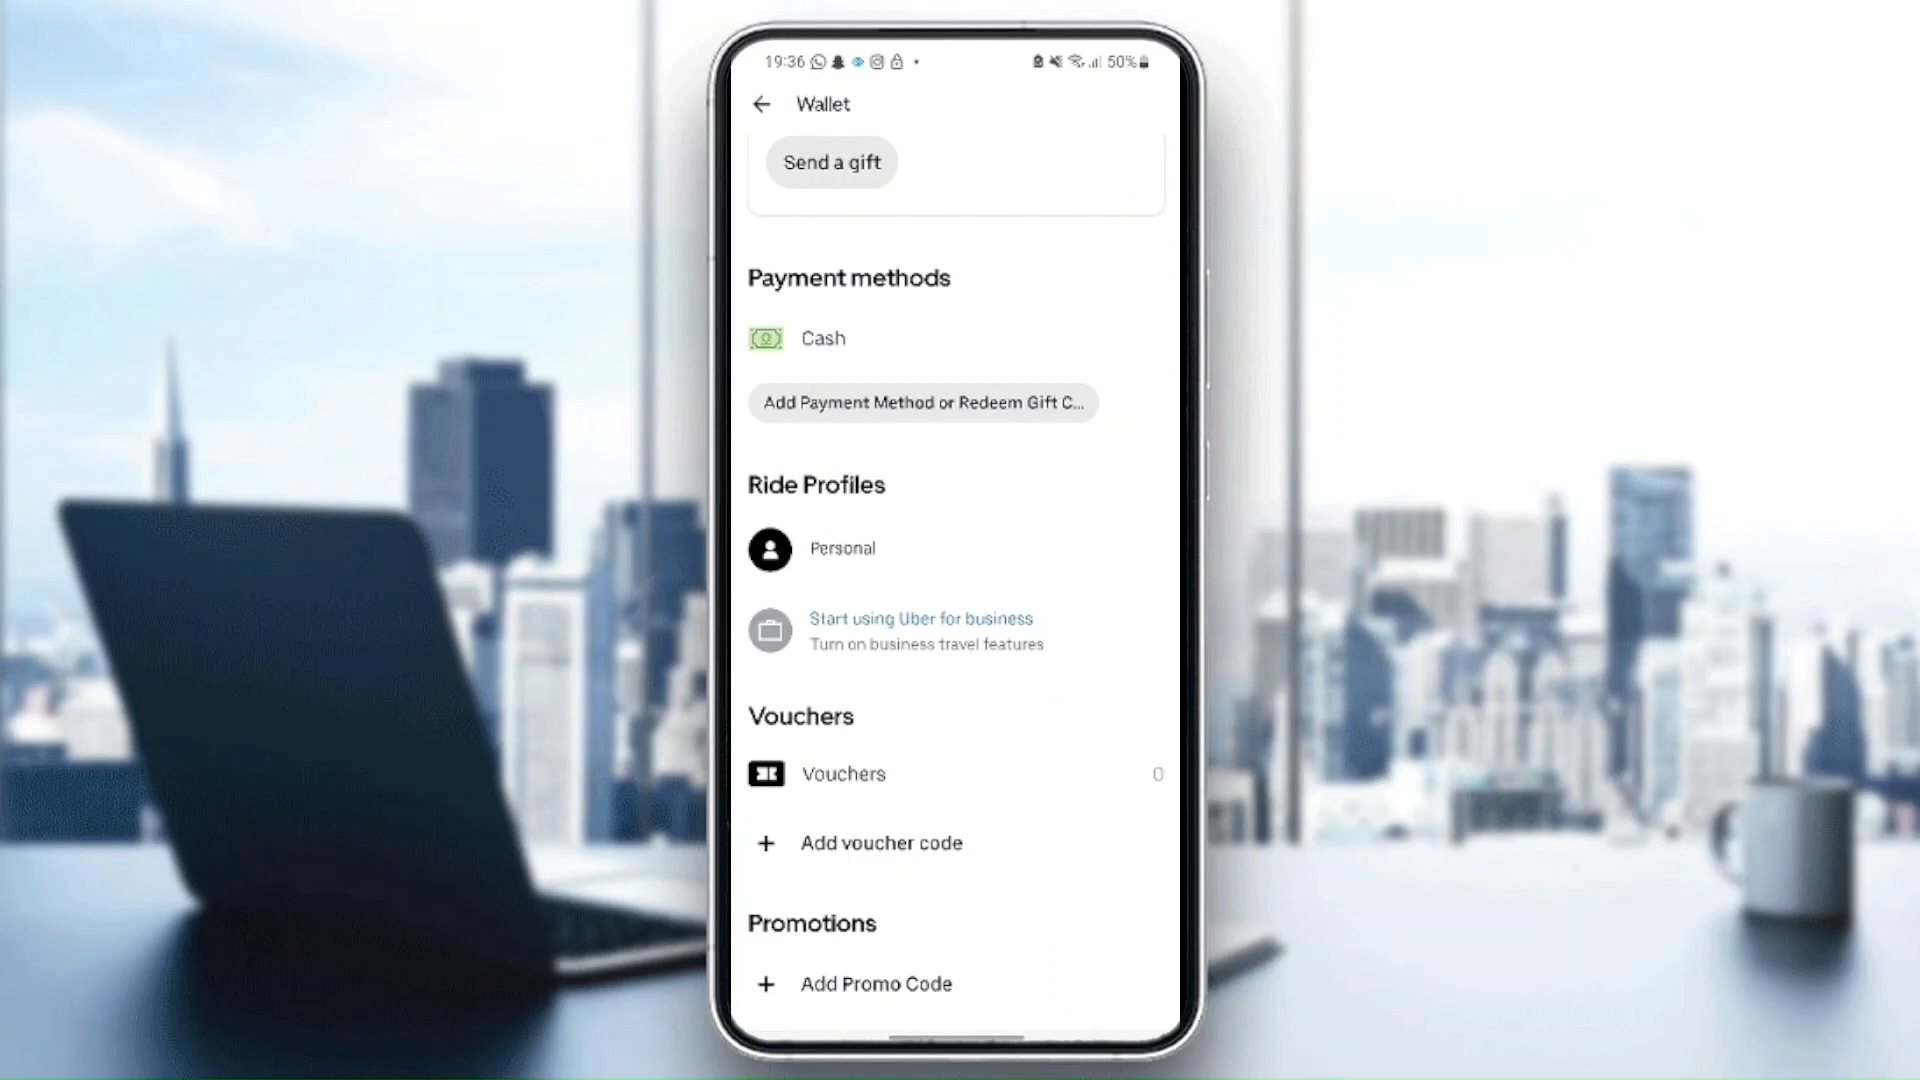 19:36 50%
Wallet
Send a gift
Payment methods
Cash
Add Payment Method or Redeem Gift C...
Ride Profiles
Personal
Start using Uber for business
Turn on business travel features
Vouchers
Vouchers 0
Add voucher code
Promotions
Add Promo Code